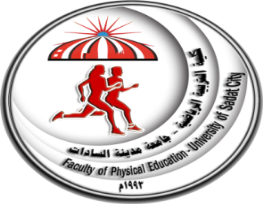 كلية التربية الرياضية - جامعة مدينة السادات
Faculty of Physical Education - University of Sadat City
١٩٩٣م